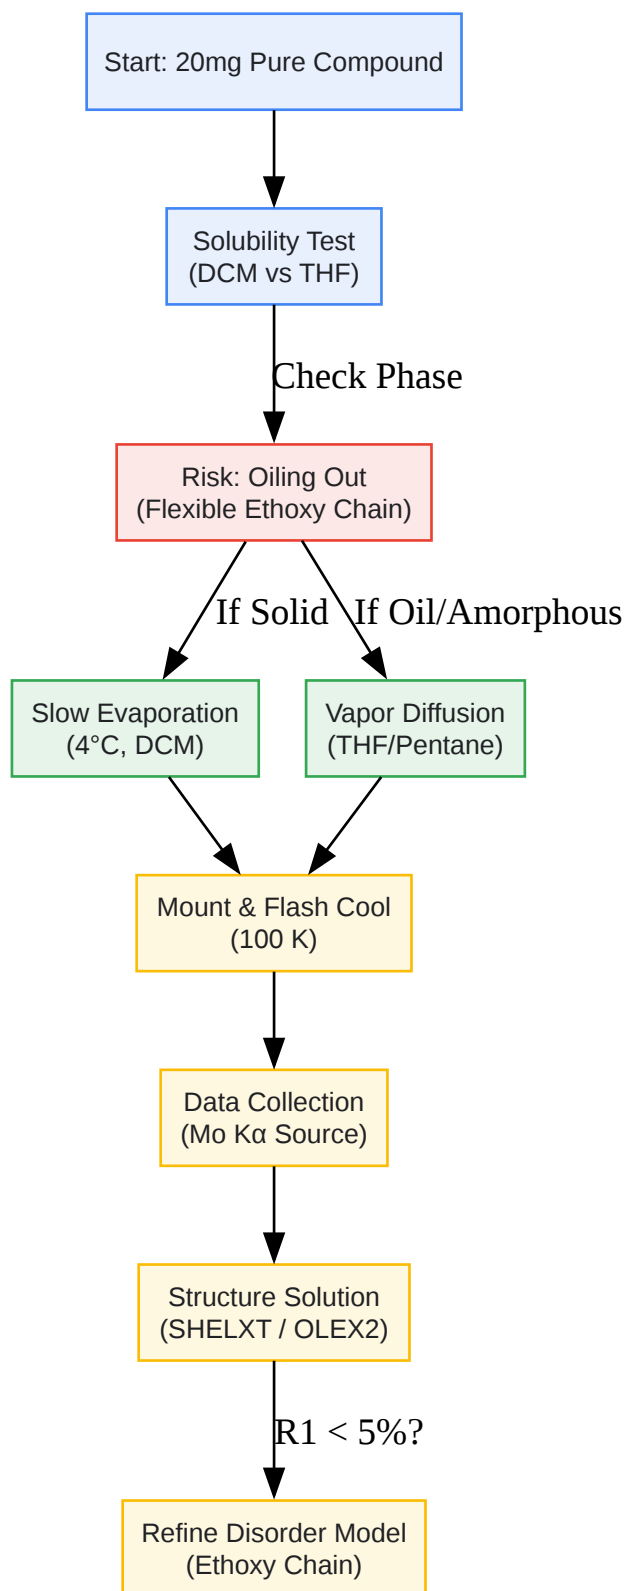 Start: 20mg Pure Compound
Solubility Test
(DCM vs THF)
Check Phase
Risk: Oiling Out
(Flexible Ethoxy Chain)
If Solid
If Oil/Amorphous
Slow Evaporation
(4°C, DCM)
Vapor Diffusion
(THF/Pentane)
Mount & Flash Cool
(100 K)
Data Collection
(Mo Kα Source)
Structure Solution
(SHELXT / OLEX2)
R1 < 5%?
Refine Disorder Model
(Ethoxy Chain)